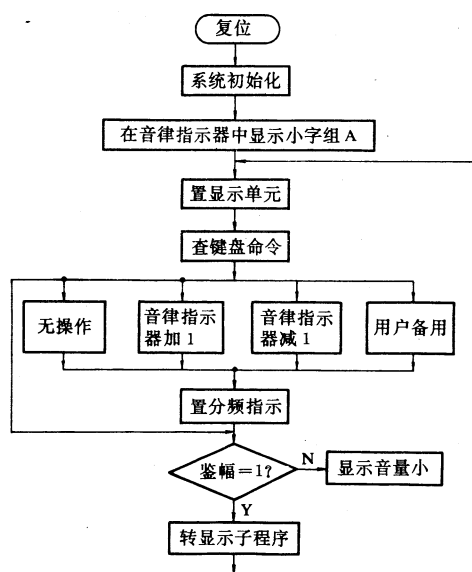 复位
系统初始化
在音律指示器中显示小字组 A
置显示单元
查键盘命令
无操作
音律指示
器加 1
音律指示
器减 1
用户备用
置分频指示
鉴幅=1?
N
显示音量小
Y
转显示子程序